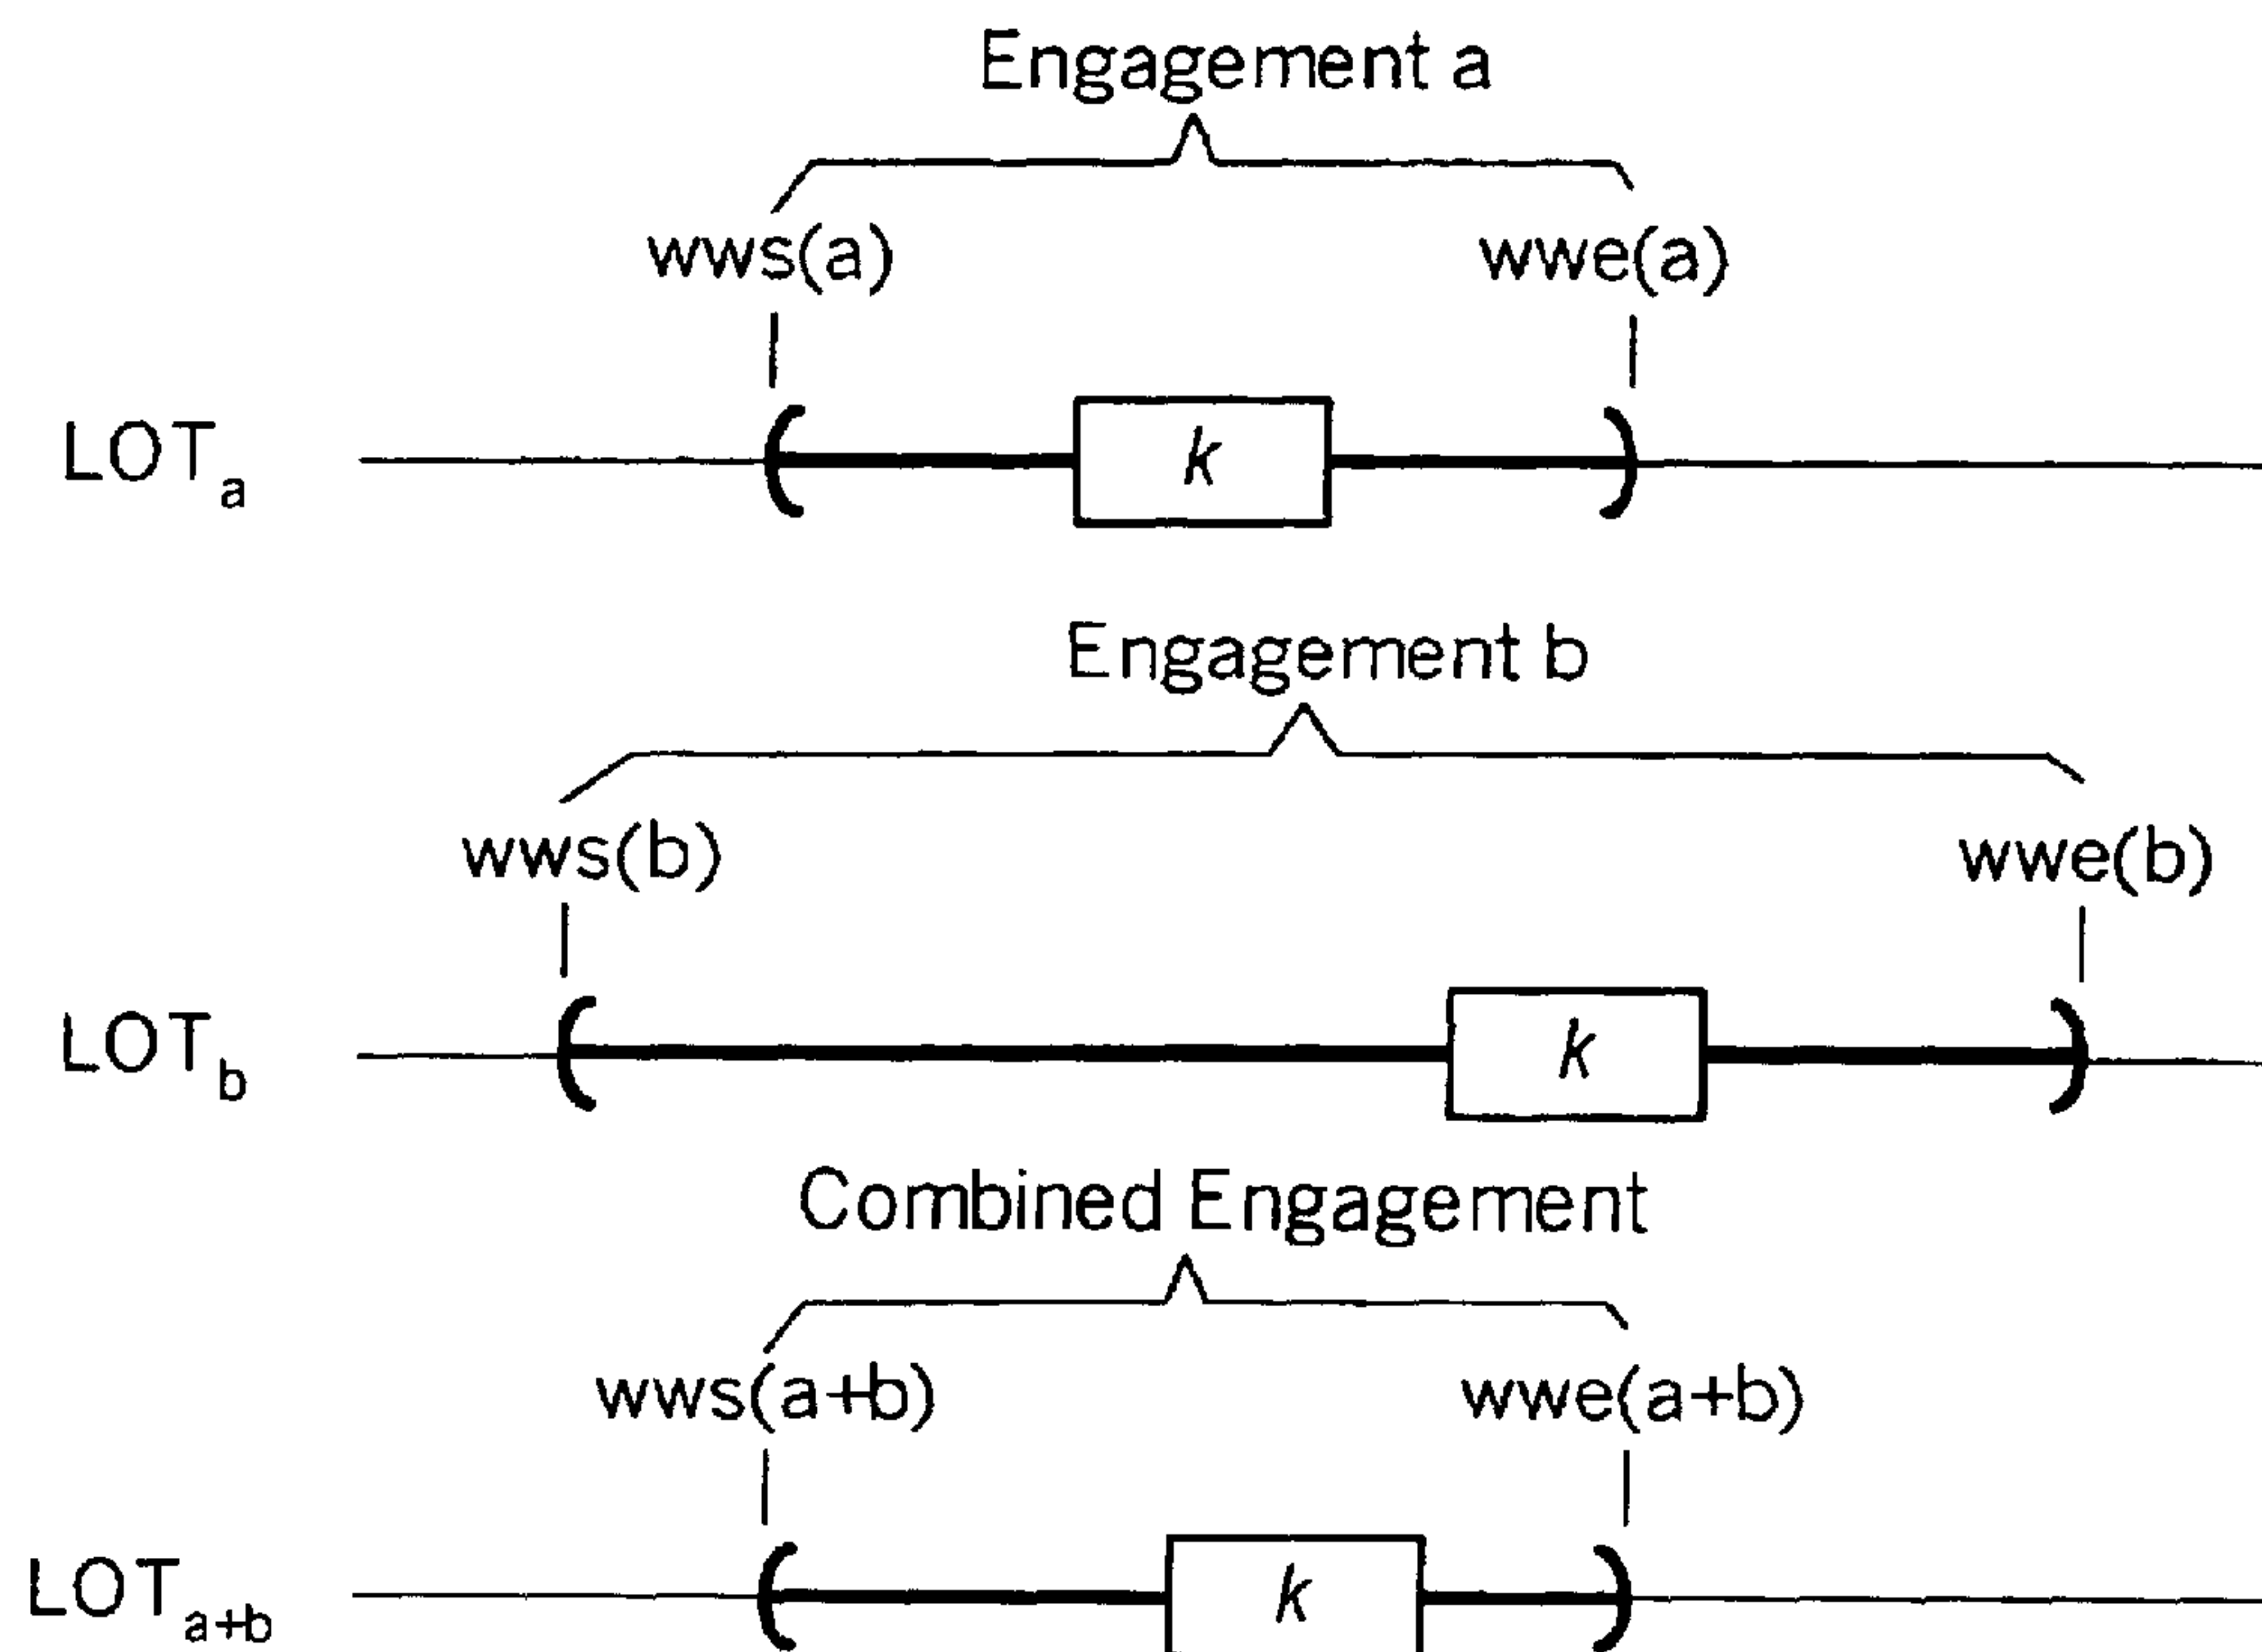 Engagement a
wws(a) wwe(a)
LOTa k
Engagement b
wws(b) wwe(b)
LOTb k
Combined Engagement
wws(a+b) wwe(a+b)
LOTa+b k